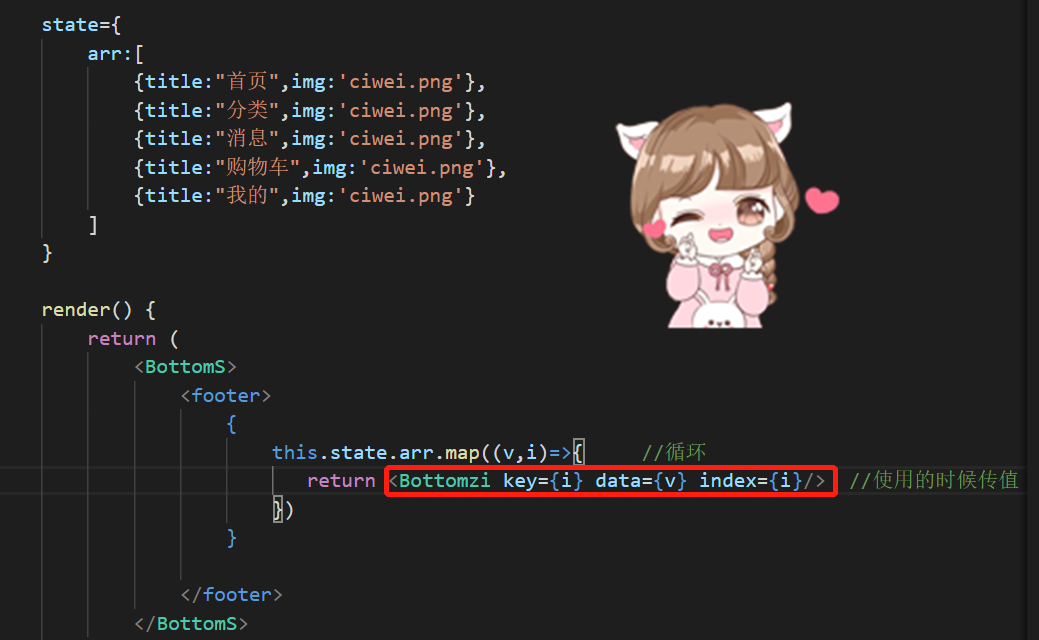 state={
arr:[
{title:"首页",img:'ciwei.png'},
{title:"分类",img:'ciwei.png'},
{title:"消息",img:'ciwei.png'},
{title:"购物车",img:'ciwei.png'},
{title:"我的",img:'ciwei.png'}
]
}
render() {
return (
<BottomS>
<footer>
{
this.state.arr.map((v,i)=>{ //循环
return <Bottomzi key={i} data={v} index={i}/> //使用的时候传值
})
}
</footer>
</BottomS>